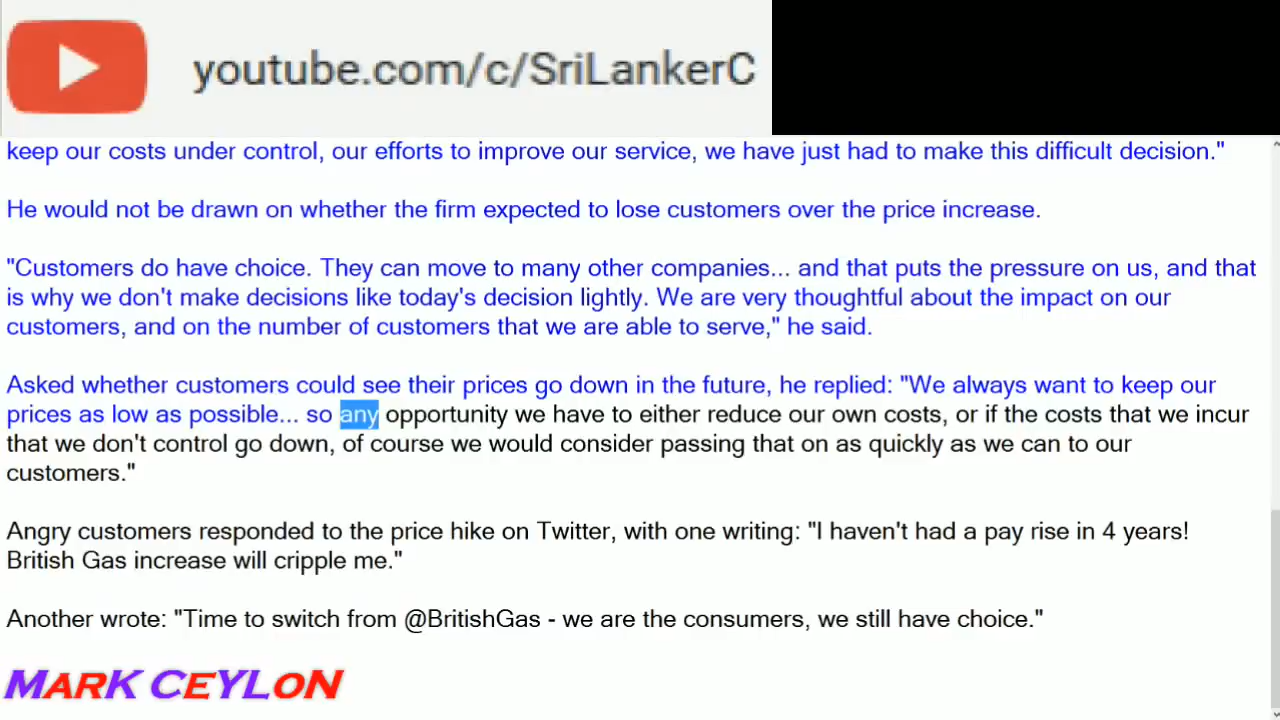 youtube.com/c/SriLankerC
keep our costs under control, our efforts to improve our service, we have just had to make this difficult decision."
He would not be drawn on whether the firm expected to lose customers over the price increase.
"Customers do have choice. They can move to many other companies... and that puts the pressure on us, and that
is why we don't make decisions like today's decision lightly. We are very thoughtful about the impact on our
customers, and on the number of customers that we are able to serve," he said.
Asked whether customers could see their prices go down in the future, he replied: "We always want to keep our
prices as low as possible... so any opportunity we have to either reduce our own costs, or if the costs that we incur
that we don't control go down, of course we would consider passing that on as quickly as we can to our
customers."
Angry customers responded to the price hike on Twitter, with one writing: "I haven't had a pay rise in 4 years!
British Gas increase will cripple me."
Another wrote: "Time to switch from @BritishGas - we are the consumers, we still have choice."
MARK CEYLON